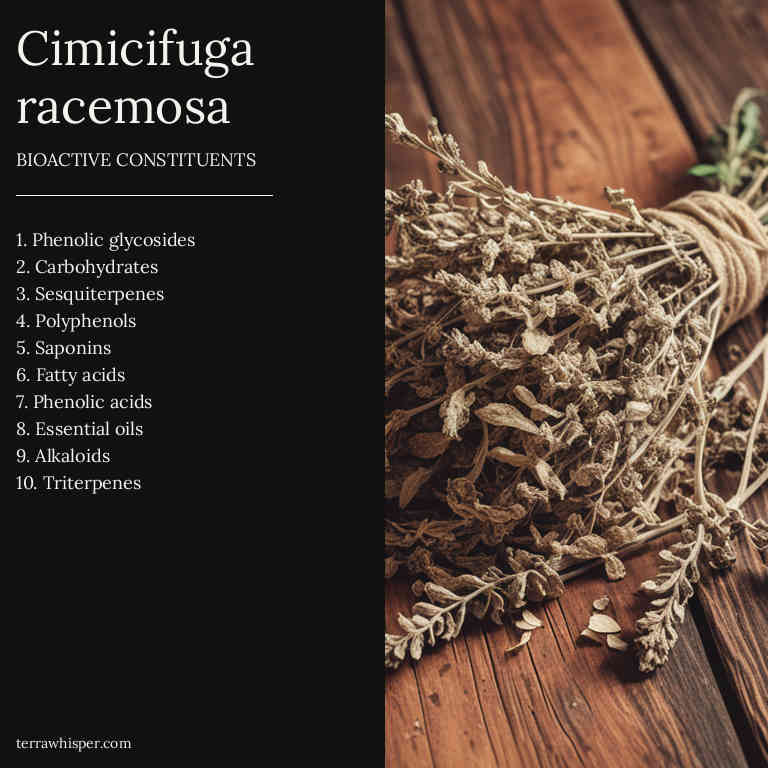 Cimicifuga
racemosa
BIOACTIVE CONSTITUENTS
1. Phenolic glycosides
2. Carbohydrates
3. Sesquiterpenes
4. Polyphenols
5. Saponins
6. Fatty acids
7. Phenolic acids
8. Essential oils
9. Alkaloids
10. Triterpenes
terrawhisper.com